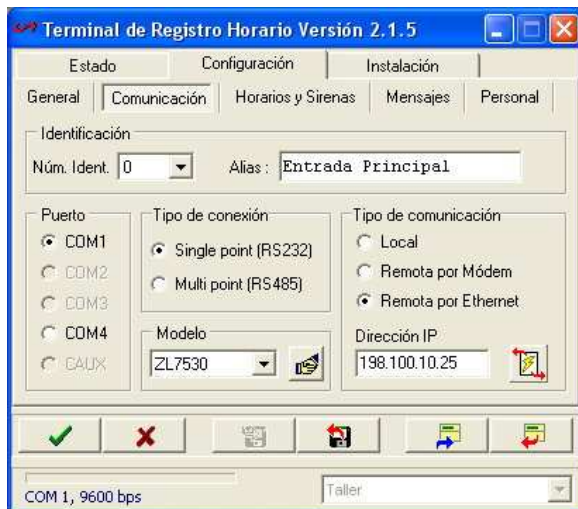 Terminal de Registro Horario Versión 2.1.5
Estado Configuración Instalación
General Comunicación Horarios y Sirenas Mensajes Personal
Identificación
Núm. Ident. 0 Alias : Entrada Principal
Puerto Tipo de conexión Tipo de comunicación
COM1 Single point (RS232) Local
COM2 Multi point (RS485) Remota por Módem
COM3 Remota por Ethernet
COM4 Modelo Dirección IP
CAUX ZL7530 198.100.10.25
COM 1, 9600 bps Taller